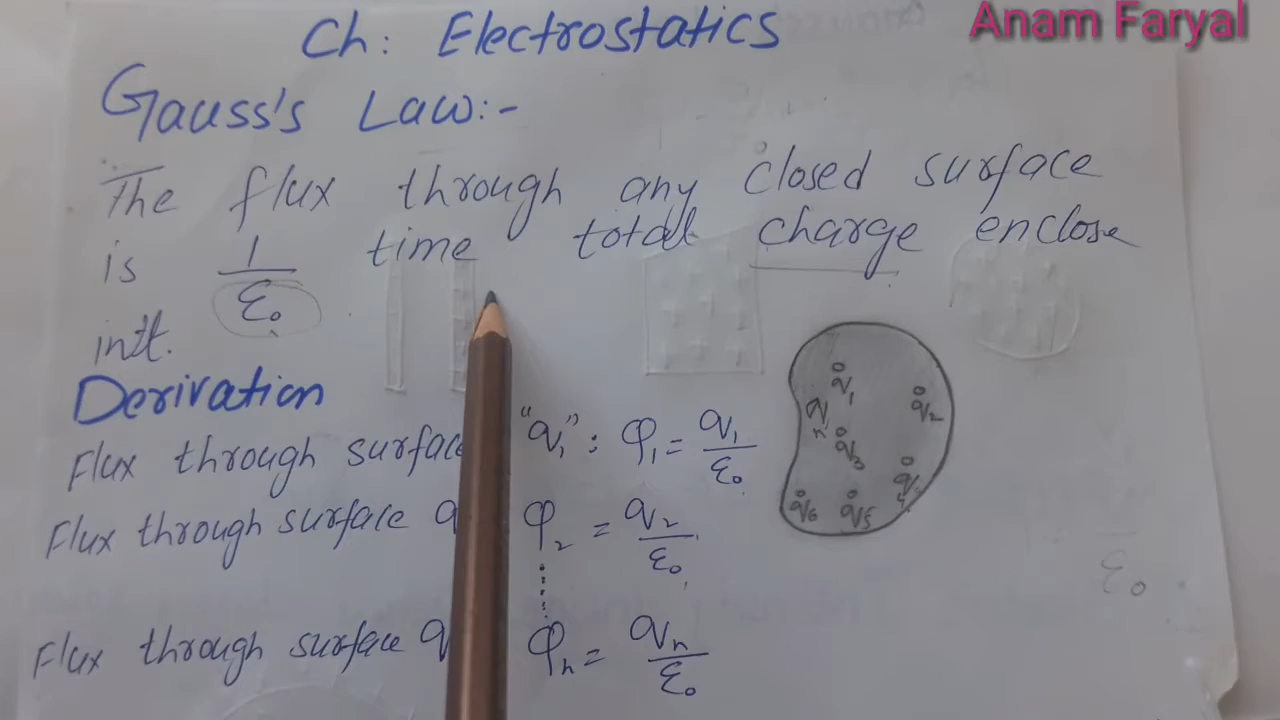 Anam Faryal
Ch: Electrostatics
Gauss's Law:-
The flux through any closed surface
is 1/ε₀ time total charge enclose
in it.
Derivation
Flux through surface "q₁": φ₁ = q₁/ε₀
Flux through surface q φ₂ = q₂/ε₀
Flux through surface q φₙ = qₙ/ε₀
q₁
q₂
qₙ
q₃
q₄
q₆ q₅
ε₀